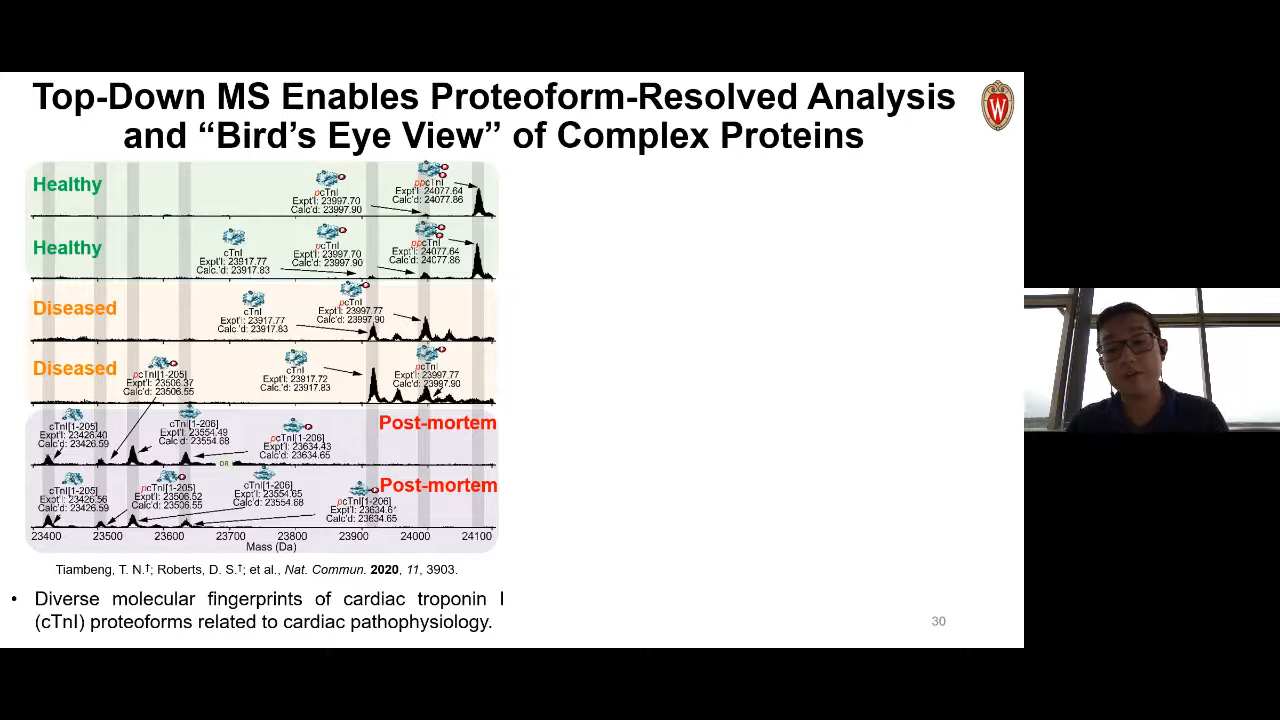 Top-Down MS Enables Proteoform-Resolved Analysis
and “Bird’s Eye View” of Complex Proteins
W
Healthy
pcTnI
Expt'l: 23997.70
Calc'd: 23997.90
ppcTnI
Expt'l: 24077.64
Calc'd: 24077.86
Healthy
cTnI
Expt'l: 23917.77
Calc.'d: 23917.83
pcTnI
Expt'l: 23997.70
Calc'd: 23997.90
ppcTnI
Expt'l: 24077.64
Calc'd: 24077.86
Diseased
cTnI
Expt'l: 23917.77
Calc'd: 23917.83
pcTnI
Expt'l: 23997.77
Calc'd: 23997.90
Diseased
pcTnI[1-205]
Expt'l: 23506.37
Calc'd: 23506.55
cTnI
Expt'l: 23917.72
Calc'd: 23917.83
pcTnI
Expt'l: 23997.77
Calc'd: 23997.90
Post-mortem
cTnI[1-205]
Expt'l: 23426.40
Calc'd: 23426.59
cTnI[1-206]
Expt'l: 23554.49
Calc'd: 23554.68
pcTnI[1-206]
Expt'l: 23634.43
Calc'd: 23634.65
Post-mortem
cTnI[1-205]
Expt'l: 23426.56
Calc'd: 23426.59
pcTnI[1-205]
Expt'l: 23506.52
Calc'd: 23506.55
cTnI[1-206]
Expt'l: 23554.65
Calc'd: 23554.68
pcTnI[1-206]
Calc'd: 23634.65
23400 23500 23600 23700 23800 23900 24000 24100
Mass (Da)
Tiambeng, T. N.†; Roberts, D. S.†; et al., Nat. Commun. 2020, 11, 3903.
• Diverse molecular fingerprints of cardiac troponin I
(cTnI) proteoforms related to cardiac pathophysiology.
30